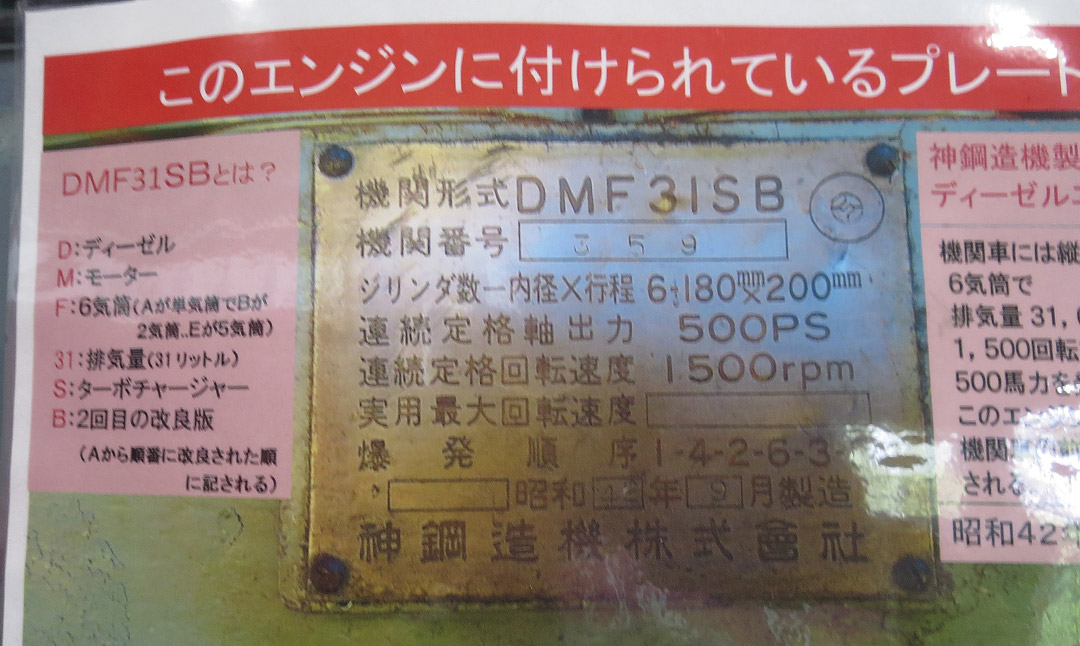 このエンジンに付けられているプレート
DMF31SBとは？
D:ディーゼル
M:モーター
F:6気筒(Aが単気筒でBが
2気筒..Eが5気筒)
31:排気量(31リットル)
S:ターボチャージャー
B:2回目の改良版
(Aから順番に改良された順
に記される)
機関形式 DMF31SB
機関番号 359
シリンダ数ー内径×行程 6-180mm×200mm
連続定格軸出力 500PS
連続定格回転速度 1500rpm
実用最大回転速度
爆発順序 1-4-2-6-3-
昭和42年9月製造
神鋼造機株式會社
神鋼造機製
ディーゼルエ
機関車には縦
6気筒で
排気量31,
1,500回転
500馬力を
このエンジ
機関
される
昭和42年